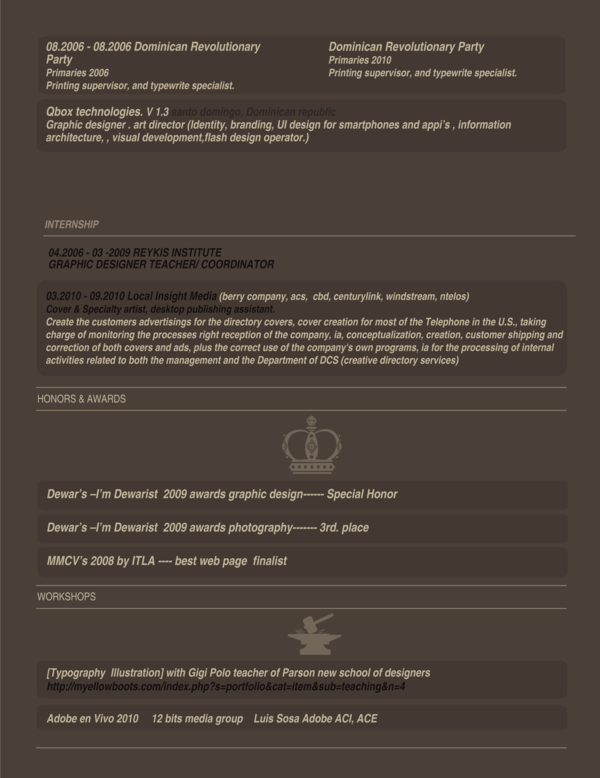 08.2006 - 08.2006 Dominican Revolutionary
Party
Primaries 2006
Printing supervisor, and typewrite specialist.
Dominican Revolutionary Party
Primaries 2010
Printing supervisor, and typewrite specialist.
Qbox technologies. V 1.3 santo domingo, Dominican republic
Graphic designer . art director (Identity, branding, UI design for smartphones and appi's , information
architecture, , visual development,flash design operator.)
INTERNSHIP
04.2006 - 03 -2009 REYKIS INSTITUTE
GRAPHIC DESIGNER TEACHER/ COORDINATOR
03.2010 - 09.2010 Local Insight Media (berry company, acs, cbd, centurylink, windstream, ntelos)
Cover & Specialty artist, desktop publishing assistant.
Create the customers advertisings for the directory covers, cover creation for most of the Telephone in the U.S., taking
charge of monitoring the processes right reception of the company, ia, conceptualization, creation, customer shipping and
correction of both covers and ads, plus the correct use of the company's own programs, ia for the processing of internal
activities related to both the management and the Department of DCS (creative directory services)
HONORS & AWARDS
Dewar's –I'm Dewarist 2009 awards graphic design------ Special Honor
Dewar's –I'm Dewarist 2009 awards photography------- 3rd. place
MMCV's 2008 by ITLA ---- best web page finalist
WORKSHOPS
[Typography Illustration] with Gigi Polo teacher of Parson new school of designers
http://myellowboots.com/index.php?s=portfolio&cat=item&sub=teaching&n=4
Adobe en Vivo 2010 12 bits media group Luis Sosa Adobe ACI, ACE